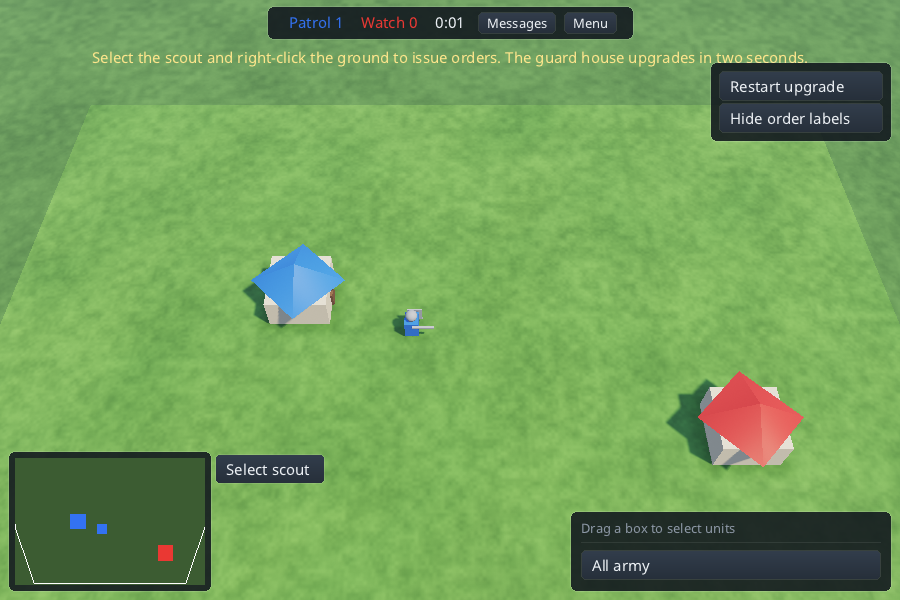 Patrol 1 Watch 0 0:01 Messages Menu
Select the scout and right-click the ground to issue orders. The guard house upgrades in two seconds.
Restart upgrade
Hide order labels
Select scout
Drag a box to select units
All army